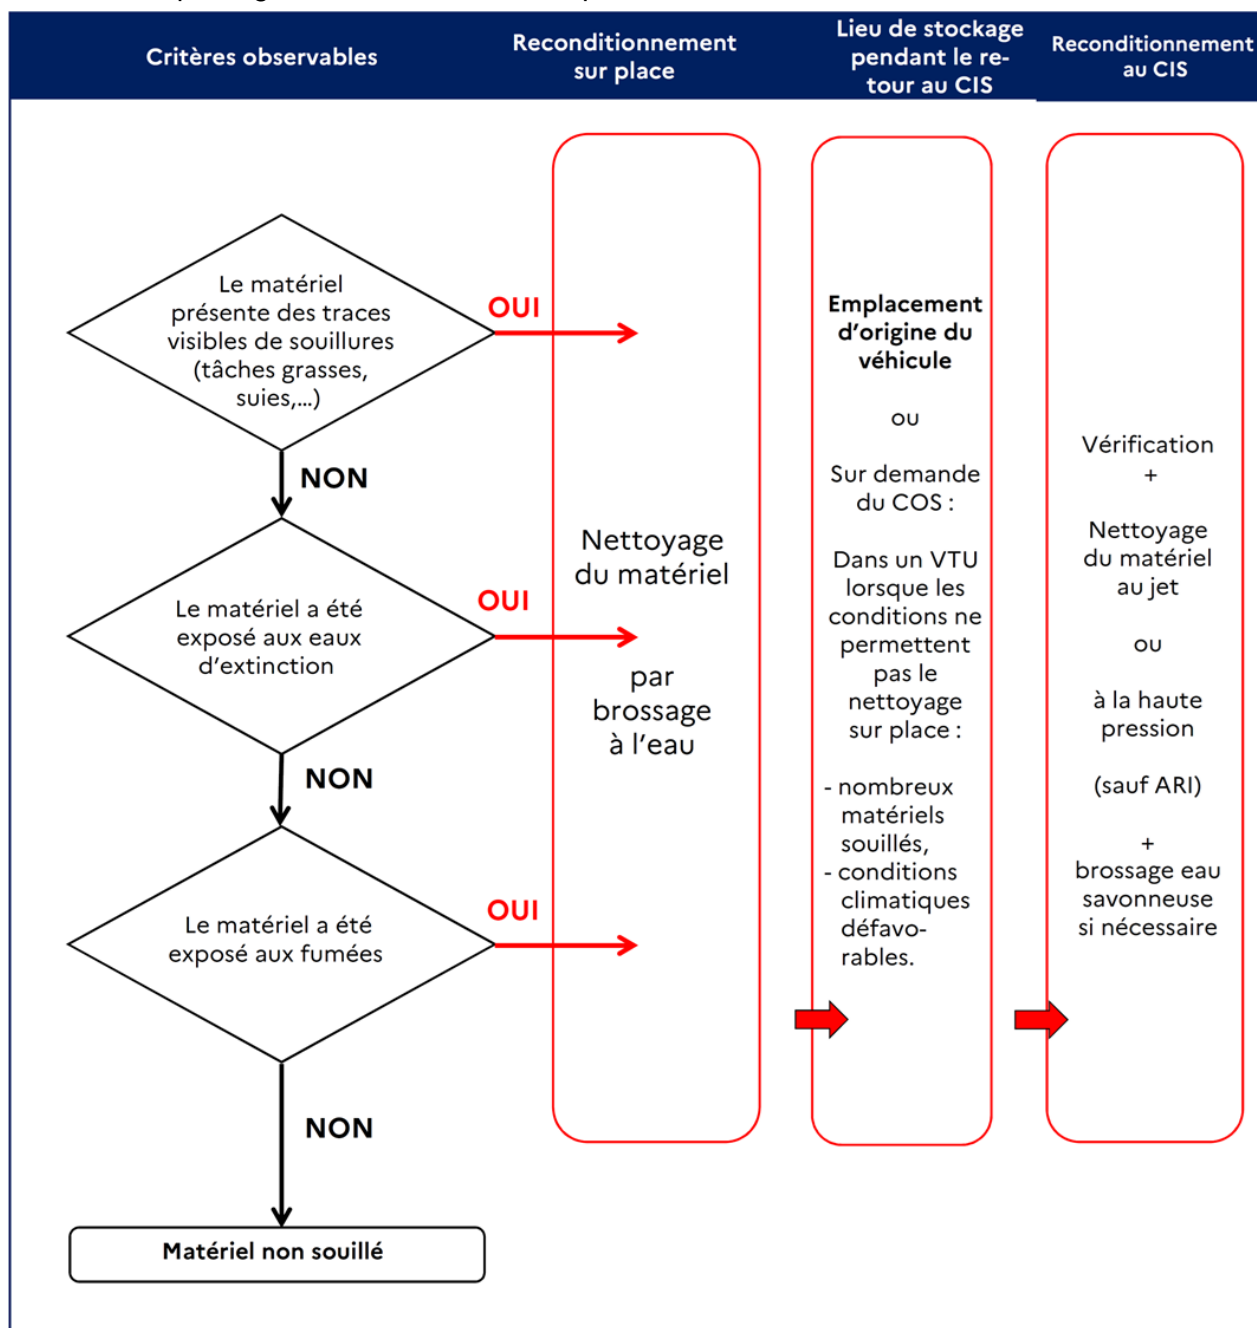 Critères observables
Reconditionnement
sur place
Lieu de stockage
pendant le re-
tour au CIS
Reconditionnement
au CIS
Le matériel
présente des traces
visibles de souillures
(tâches grasses,
suies,...)
OUI
NON
Le matériel a été
exposé aux eaux
d'extinction
OUI
NON
Le matériel a été
exposé aux fumées
OUI
NON
Matériel non souillé
Nettoyage
du matériel
par
brossage
à l'eau
Emplacement
d'origine du
véhicule
ou
Sur demande
du COS :
Dans un VTU
lorsque les
conditions ne
permettent
pas le
nettoyage
sur place :
- nombreux
matériels
souillés,
- conditions
climatiques
défavo-
rables.
Vérification
+
Nettoyage
du matériel
au jet
ou
à la haute
pression
(sauf ARI)
+
brossage eau
savonneuse
si nécessaire